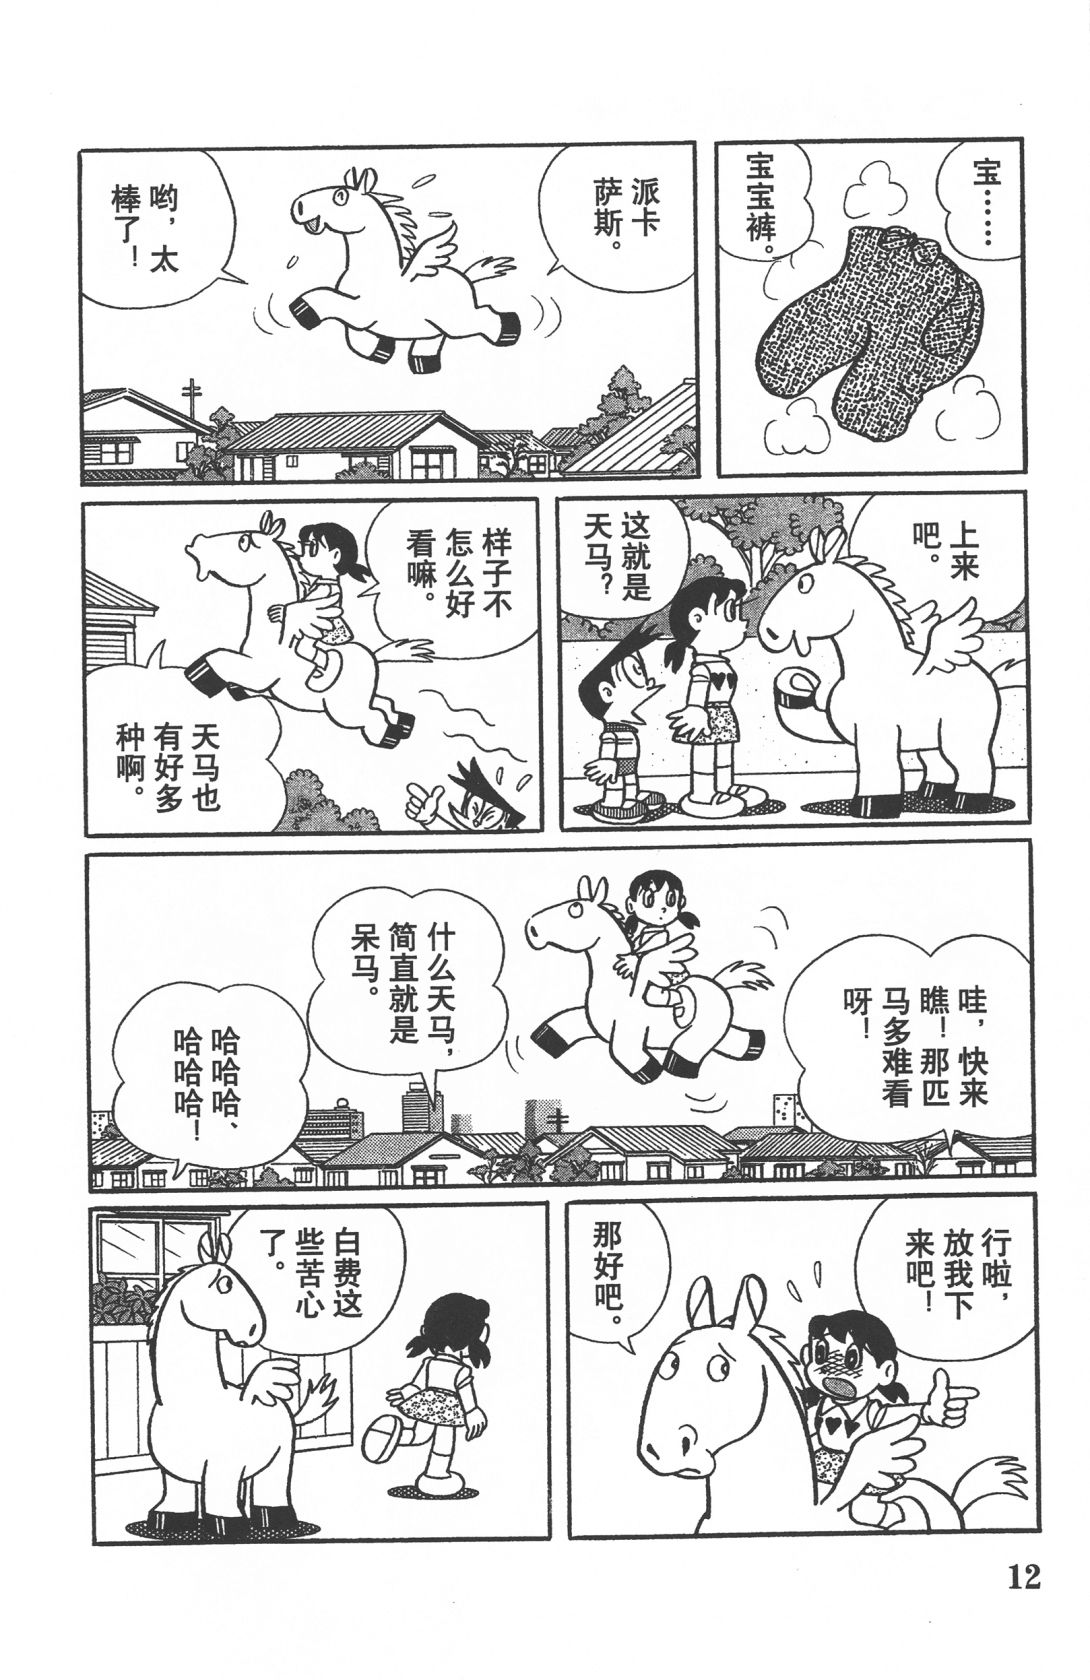 宝……
宝宝裤。
派卡
萨斯。
哟，太
棒了！
上来
吧。
这就是
天马？
样子不
怎么好
看嘛。
天马也
有好多
种啊。
哇，快来
瞧！那匹
马多难看
呀！
什么天马，
简直就是
呆马。
哈哈哈、
哈哈哈！
行啦，
放我下
来吧！
那好吧。
白费这
些苦心
了。
12